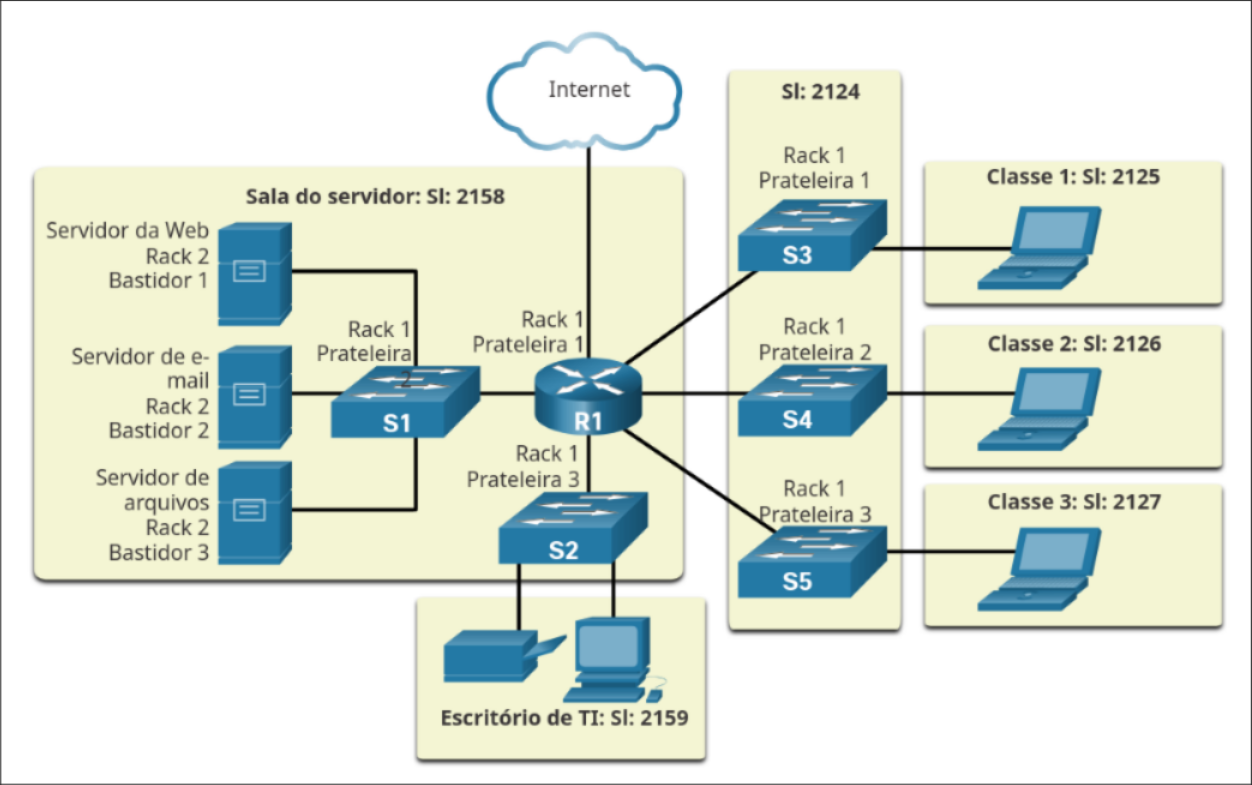 Internet
Sala do servidor: Sl: 2158
Servidor da Web
Rack 2
Bastidor 1
Servidor de e-
mail
Rack 2
Bastidor 2
Servidor de
arquivos
Rack 2
Bastidor 3
Rack 1
Prateleira
2
S1
Rack 1
Prateleira 1
R1
Rack 1
Prateleira 3
S2
Escritório de TI: Sl: 2159
Sl: 2124
Rack 1
Prateleira 1
S3
Rack 1
Prateleira 2
S4
Rack 1
Prateleira 3
S5
Classe 1: Sl: 2125
Classe 2: Sl: 2126
Classe 3: Sl: 2127